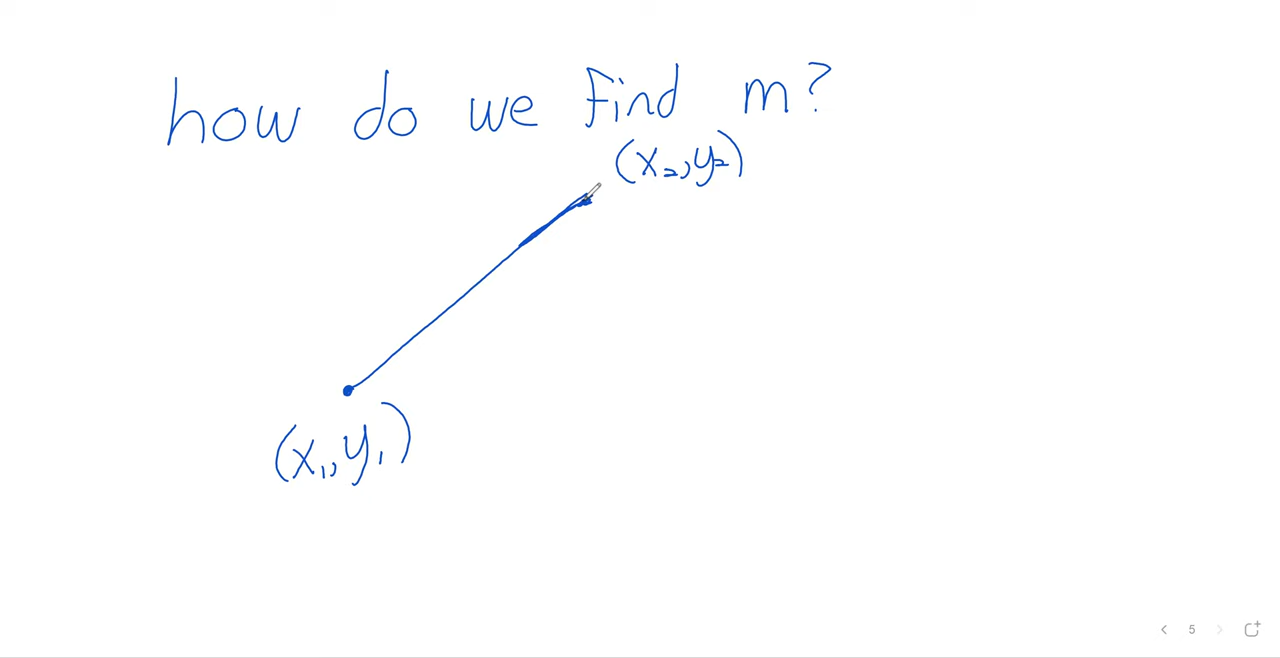 how do we find m?
(x₂,y₂)
(x₁,y₁)
5